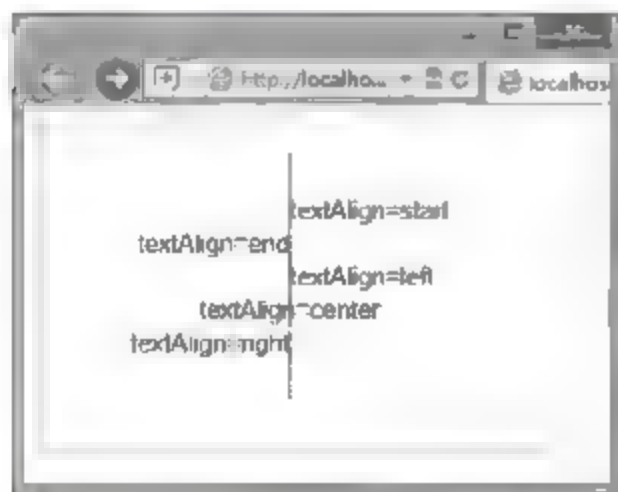 http://localho...
localhos
textAlign=start
textAlign=end
textAlign=left
textAlign=center
textAlign=right